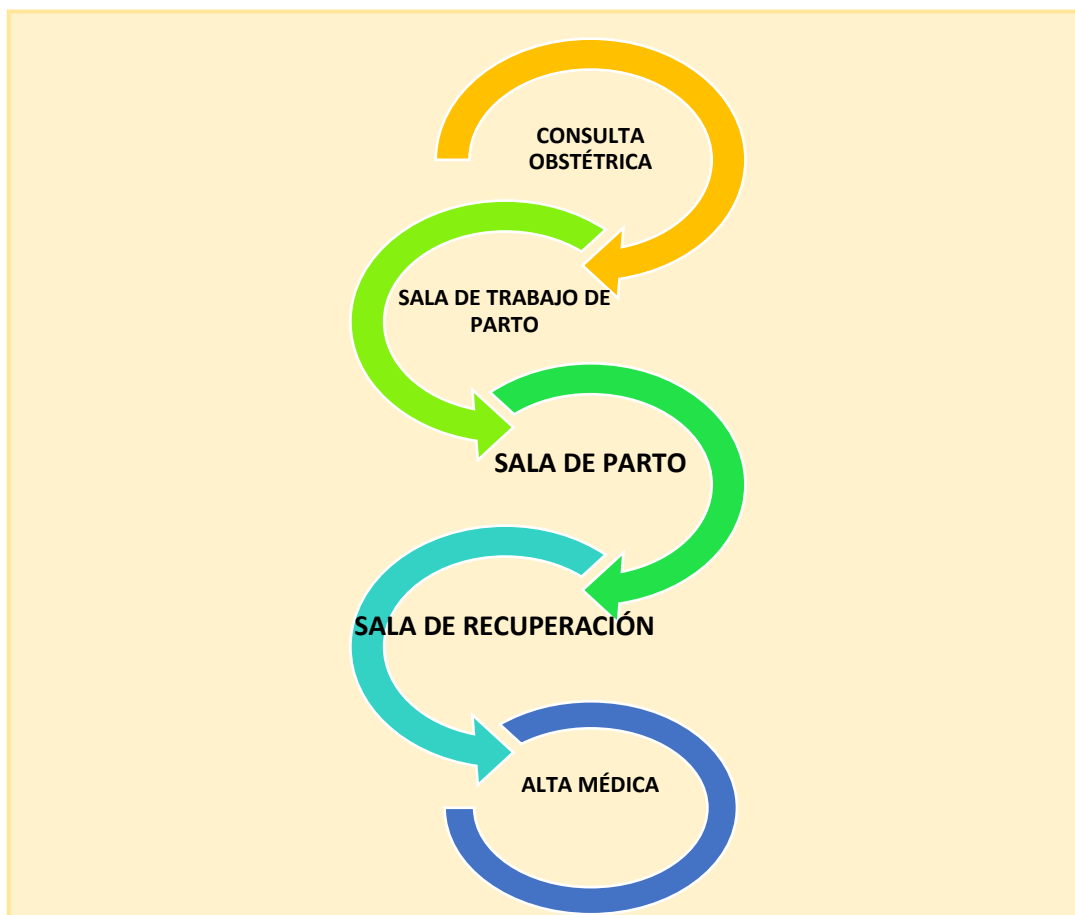 CONSULTA
OBSTÉTRICA
SALA DE TRABAJO DE
PARTO
SALA DE PARTO
SALA DE RECUPERACIÓN
ALTA MÉDICA